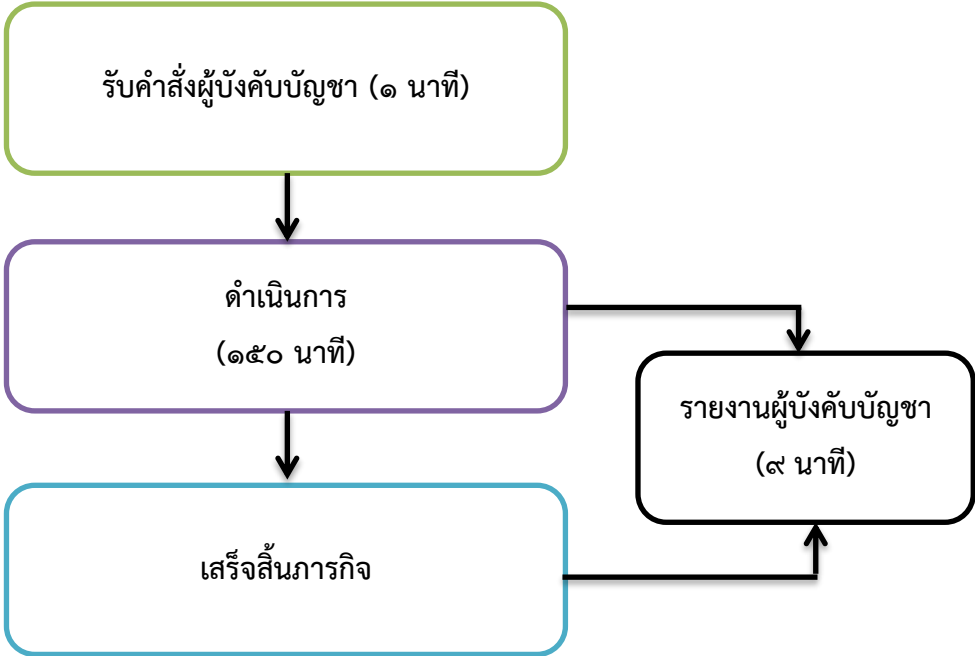 รับคำสั่งผู้บังคับบัญชา (๑ นาที)
ดำเนินการ
(๑๕๐ นาที)
รายงานผู้บังคับบัญชา
(๙ นาที)
เสร็จสิ้นภารกิจ